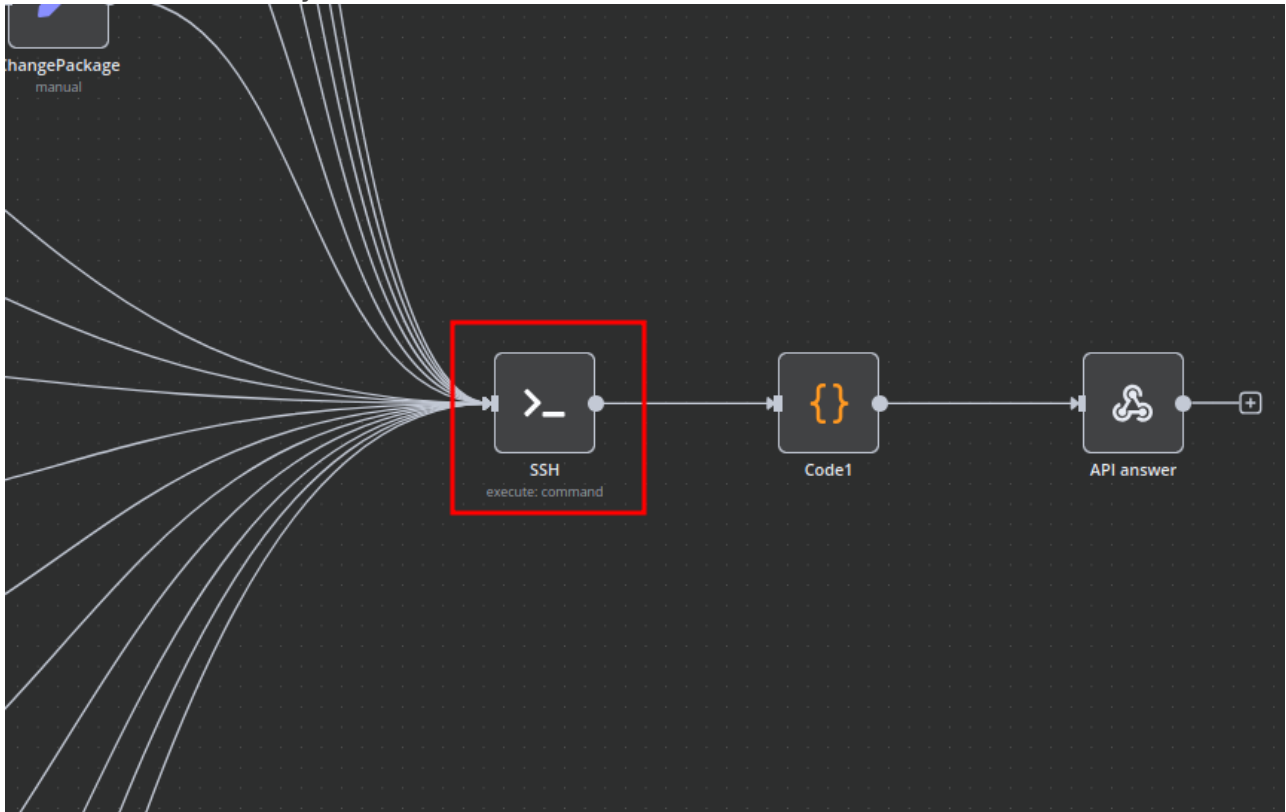 hangePackage
manual
SSH
execute: command
Code1
API answer